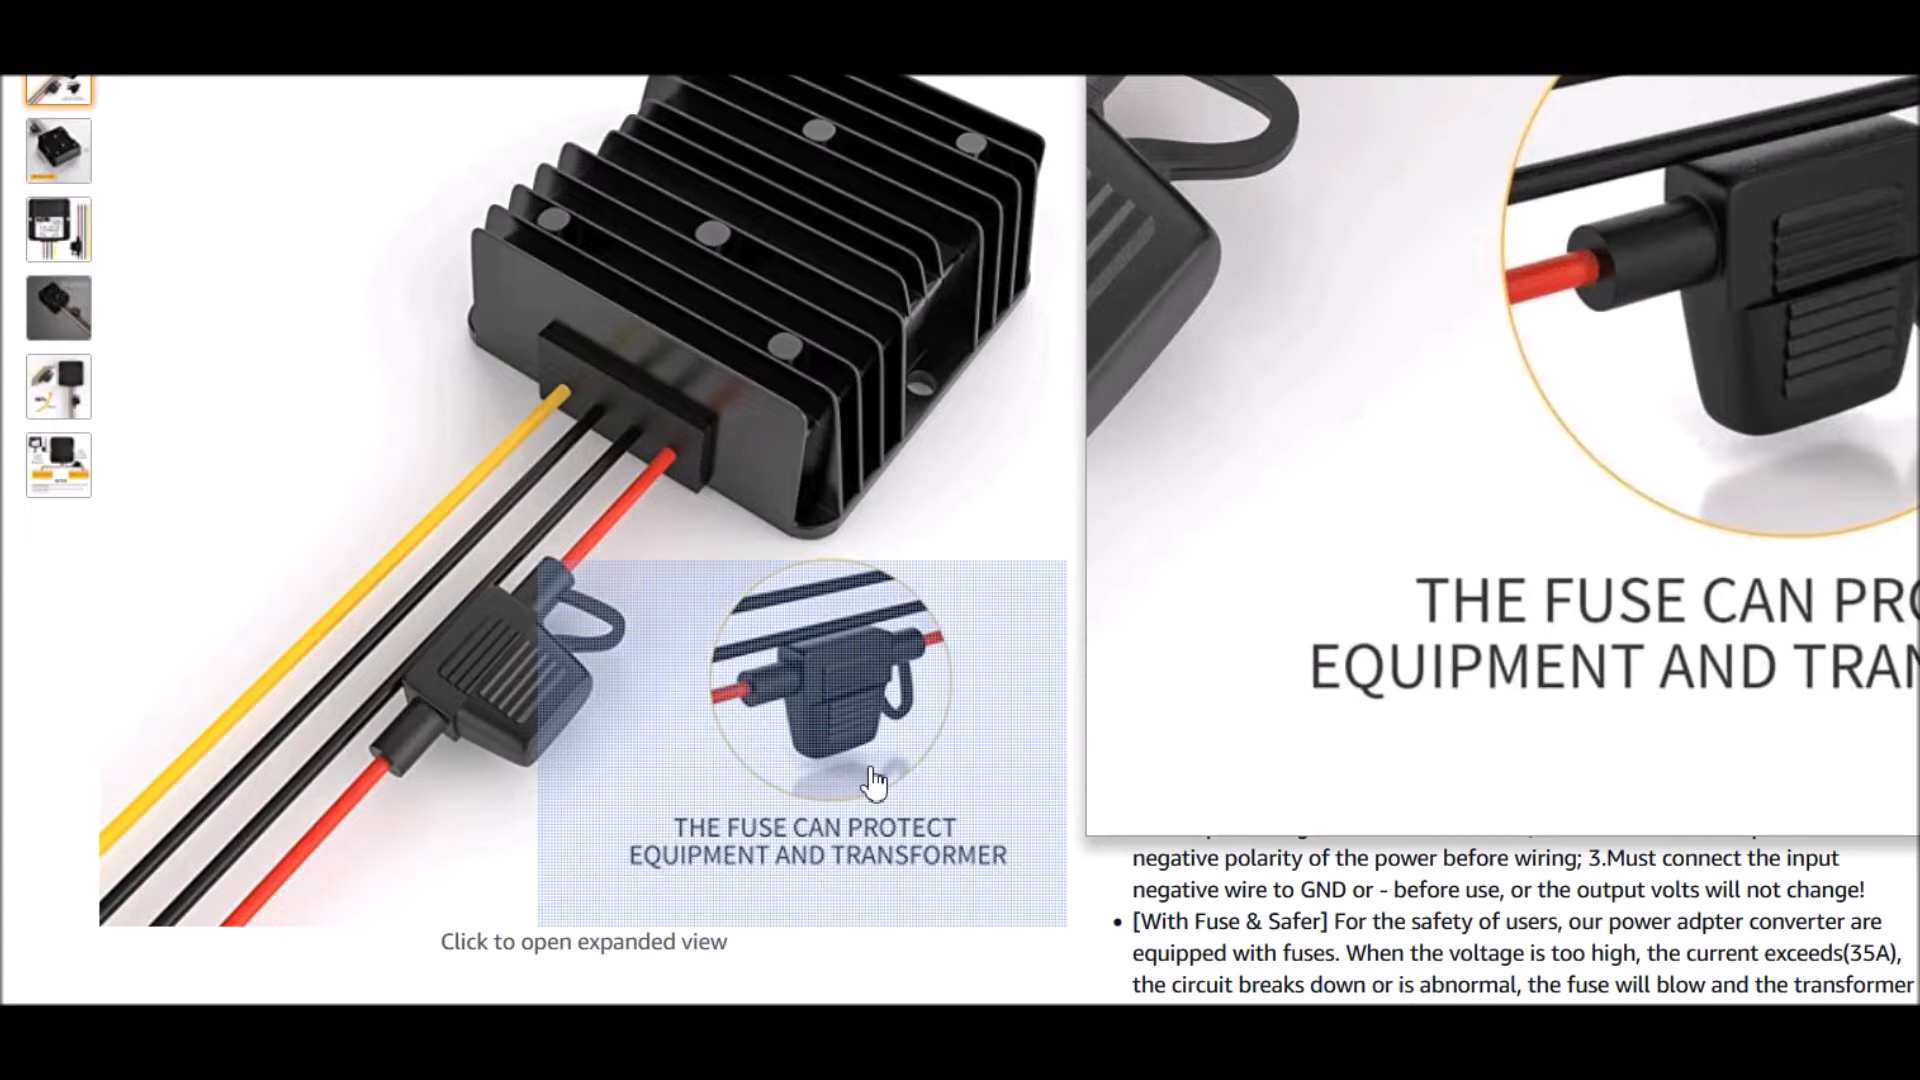 THE FUSE CAN PROTECT
EQUIPMENT AND TRANSFORMER
Click to open expanded view
THE FUSE CAN
EQUIPMENT AND
negative polarity of the power before wiring; 3.Must connect the input
negative wire to GND or - before use, or the output volts will not change!
• [With Fuse & Safer] For the safety of users, our power adpter converter are
equipped with fuses. When the voltage is too high, the current exceeds(35A),
the circuit breaks down or is abnormal, the fuse will blow and the transformer